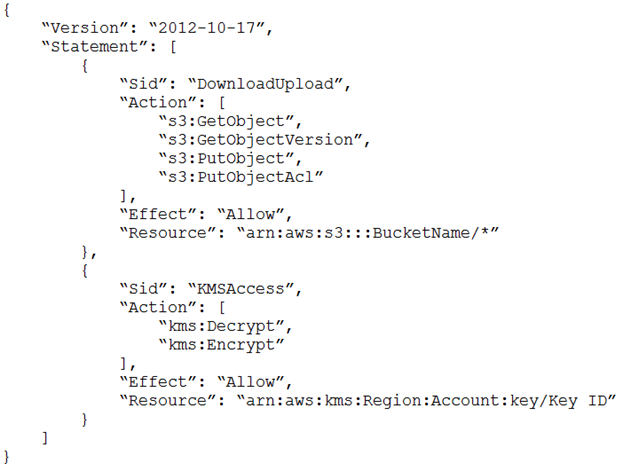 {
    “Version”: “2012-10-17”,
    “Statement”: [
        {
            “Sid”: “DownloadUpload”,
            “Action”: [
                “s3:GetObject”,
                “s3:GetObjectVersion”,
                “s3:PutObject”,
                “s3:PutObjectAcl”
            ],
            “Effect”: “Allow”,
            “Resource”: “arn:aws:s3:::BucketName/*”
        },
        {
            “Sid”: “KMSAccess”,
            “Action”: [
                “kms:Decrypt”,
                “kms:Encrypt”
            ],
            “Effect”: “Allow”,
            “Resource”: “arn:aws:kms:Region:Account:key/Key ID”
        }
    ]
}